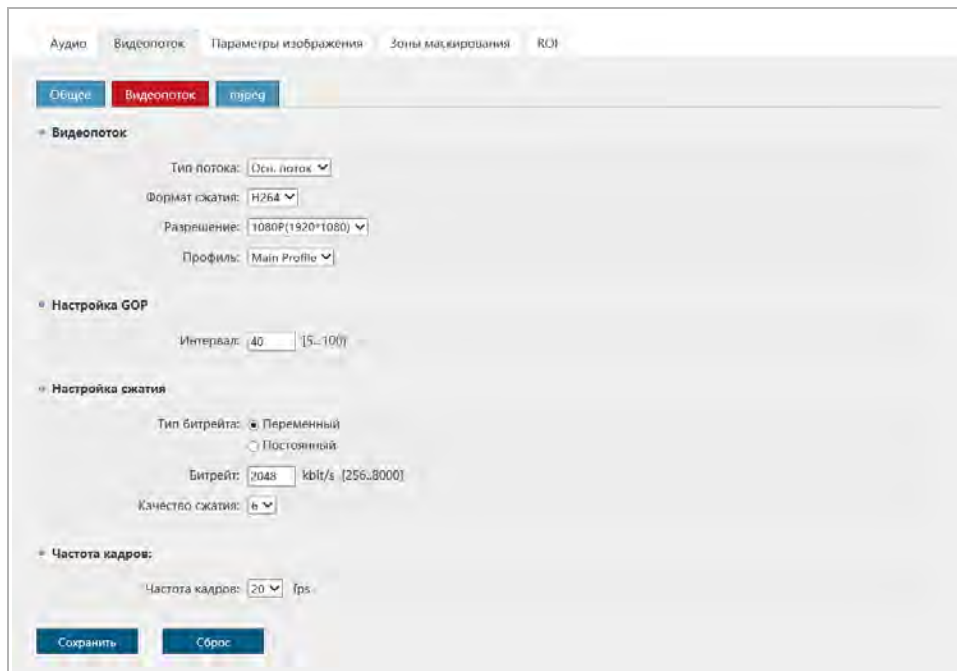 Аудио Видеопоток Параметры изображения Зоны маскирования ROI
Общее Видеопоток mjpeg
Видеопоток
Тип потока: Осн. поток
Формат сжатия: H264
Разрешение: 1080P(1920*1080)
Профиль: Main Profile
Настройка GOP
Интервал: 40 [5..100]
Настройка сжатия
Тип битрейта: Переменный
Постоянный
Битрейт: 2048 kbit/s [256..8000]
Качество сжатия: 6
Частота кадров:
Частота кадров: 20 fps
Сохранить Сброс